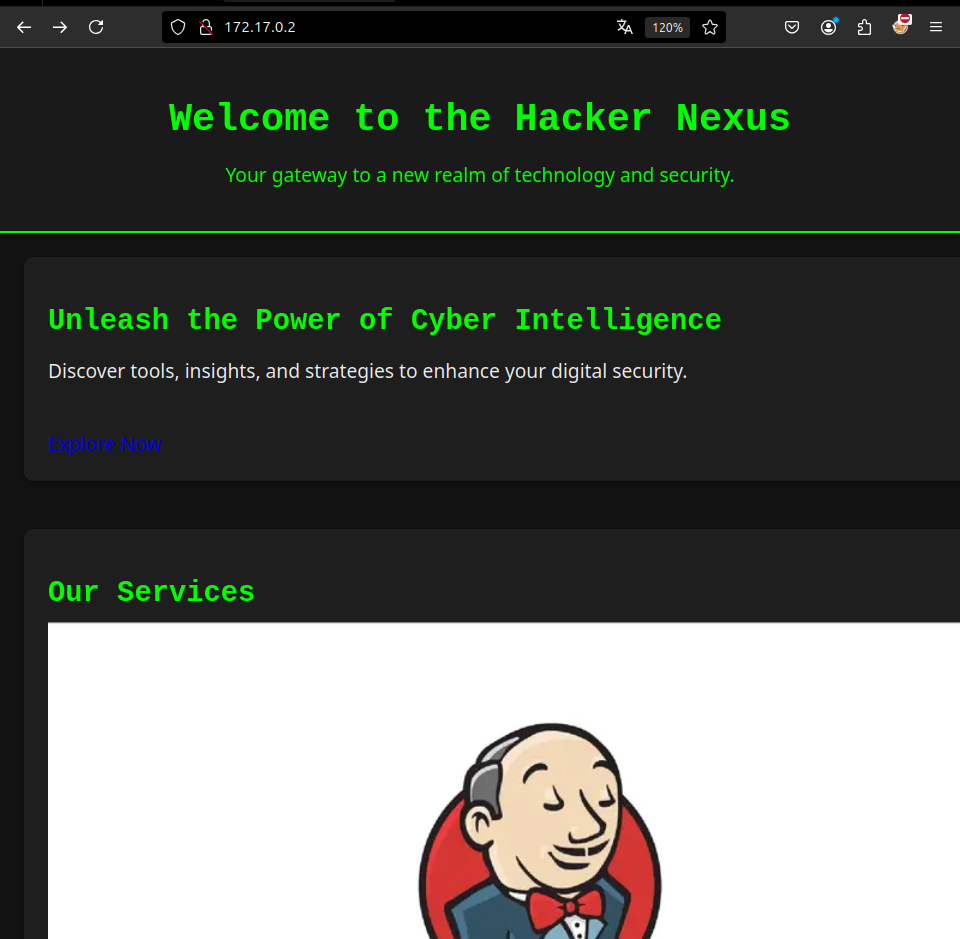 172.17.0.2
120%
Welcome to the Hacker Nexus
Your gateway to a new realm of technology and security.
Unleash the Power of Cyber Intelligence
Discover tools, insights, and strategies to enhance your digital security.
Explore Now
Our Services